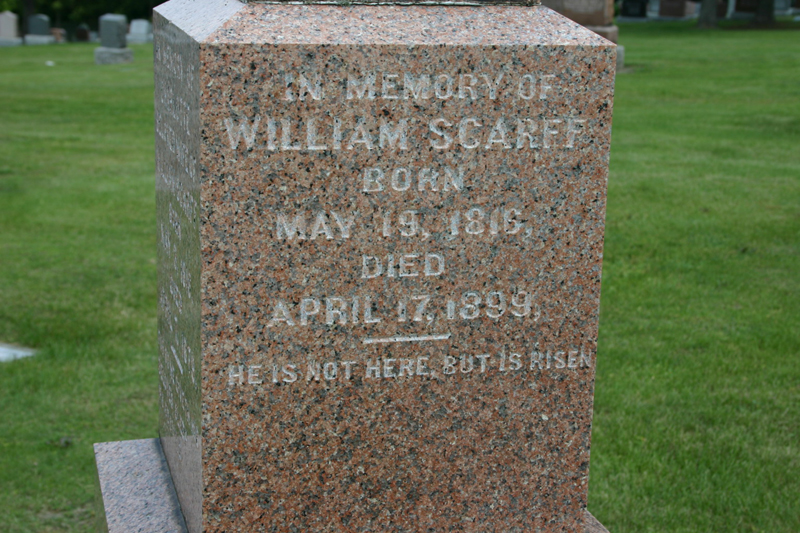 IN MEMORY OF
WILLIAM SCARFF
BORN
MAY 19, 1816,
DIED
APRIL 17, 1899,
HE IS NOT HERE, BUT IS RISEN